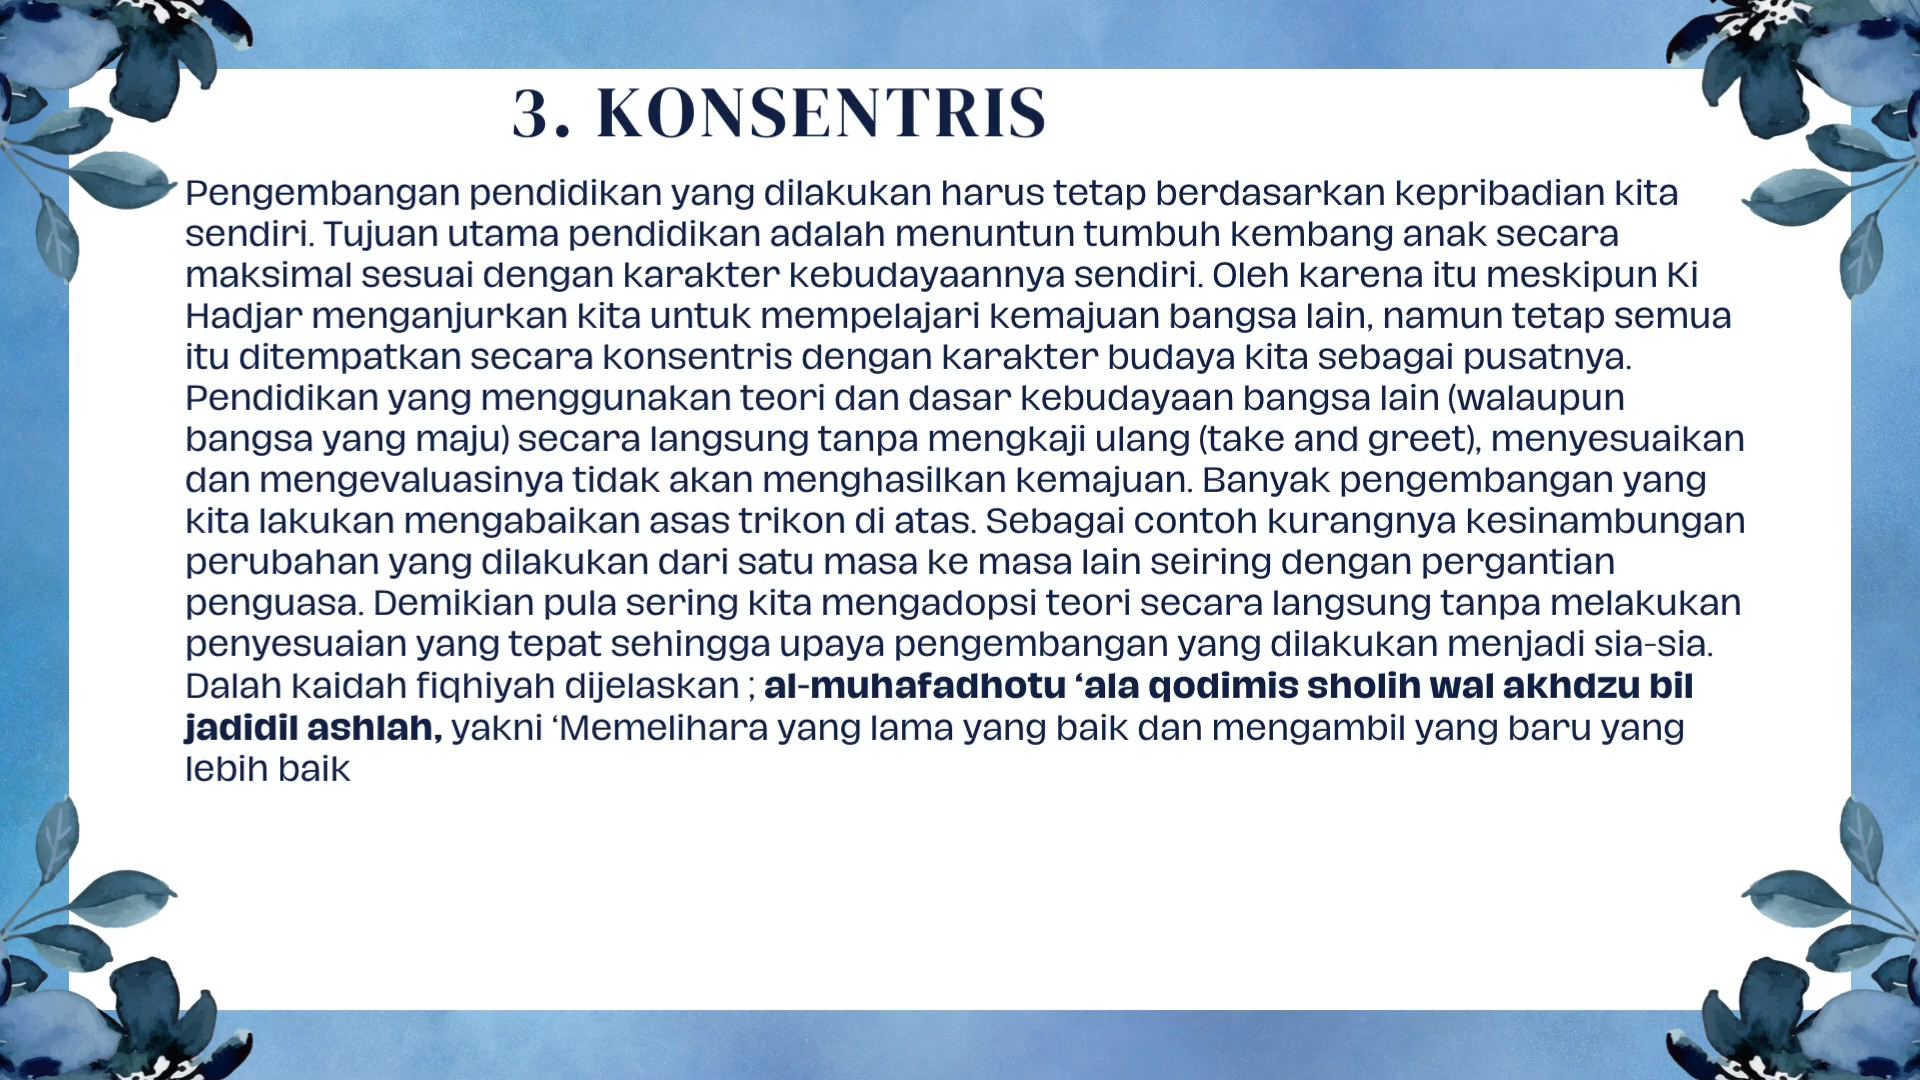 3. KONSENTRIS
Pengembangan pendidikan yang dilakukan harus tetap berdasarkan kepribadian kita
sendiri. Tujuan utama pendidikan adalah menuntun tumbuh kembang anak secara
maksimal sesuai dengan karakter kebudayaannya sendiri. Oleh karena itu meskipun Ki
Hadjar menganjurkan kita untuk mempelajari kemajuan bangsa lain, namun tetap semua
itu ditempatkan secara konsentris dengan karakter budaya kita sebagai pusatnya.
Pendidikan yang menggunakan teori dan dasar kebudayaan bangsa lain (walaupun
bangsa yang maju) secara langsung tanpa mengkaji ulang (take and greet), menyesuaikan
dan mengevaluasinya tidak akan menghasilkan kemajuan. Banyak pengembangan yang
kita lakukan mengabaikan asas trikon di atas. Sebagai contoh kurangnya kesinambungan
perubahan yang dilakukan dari satu masa ke masa lain seiring dengan pergantian
penguasa. Demikian pula sering kita mengadopsi teori secara langsung tanpa melakukan
penyesuaian yang tepat sehingga upaya pengembangan yang dilakukan menjadi sia-sia.
Dalah kaidah fiqhiyah dijelaskan ; al-muhafadhotu ‘ala qodimis sholih wal akhdzu bil
jadidil ashlah, yakni ‘Memelihara yang lama yang baik dan mengambil yang baru yang
lebih baik